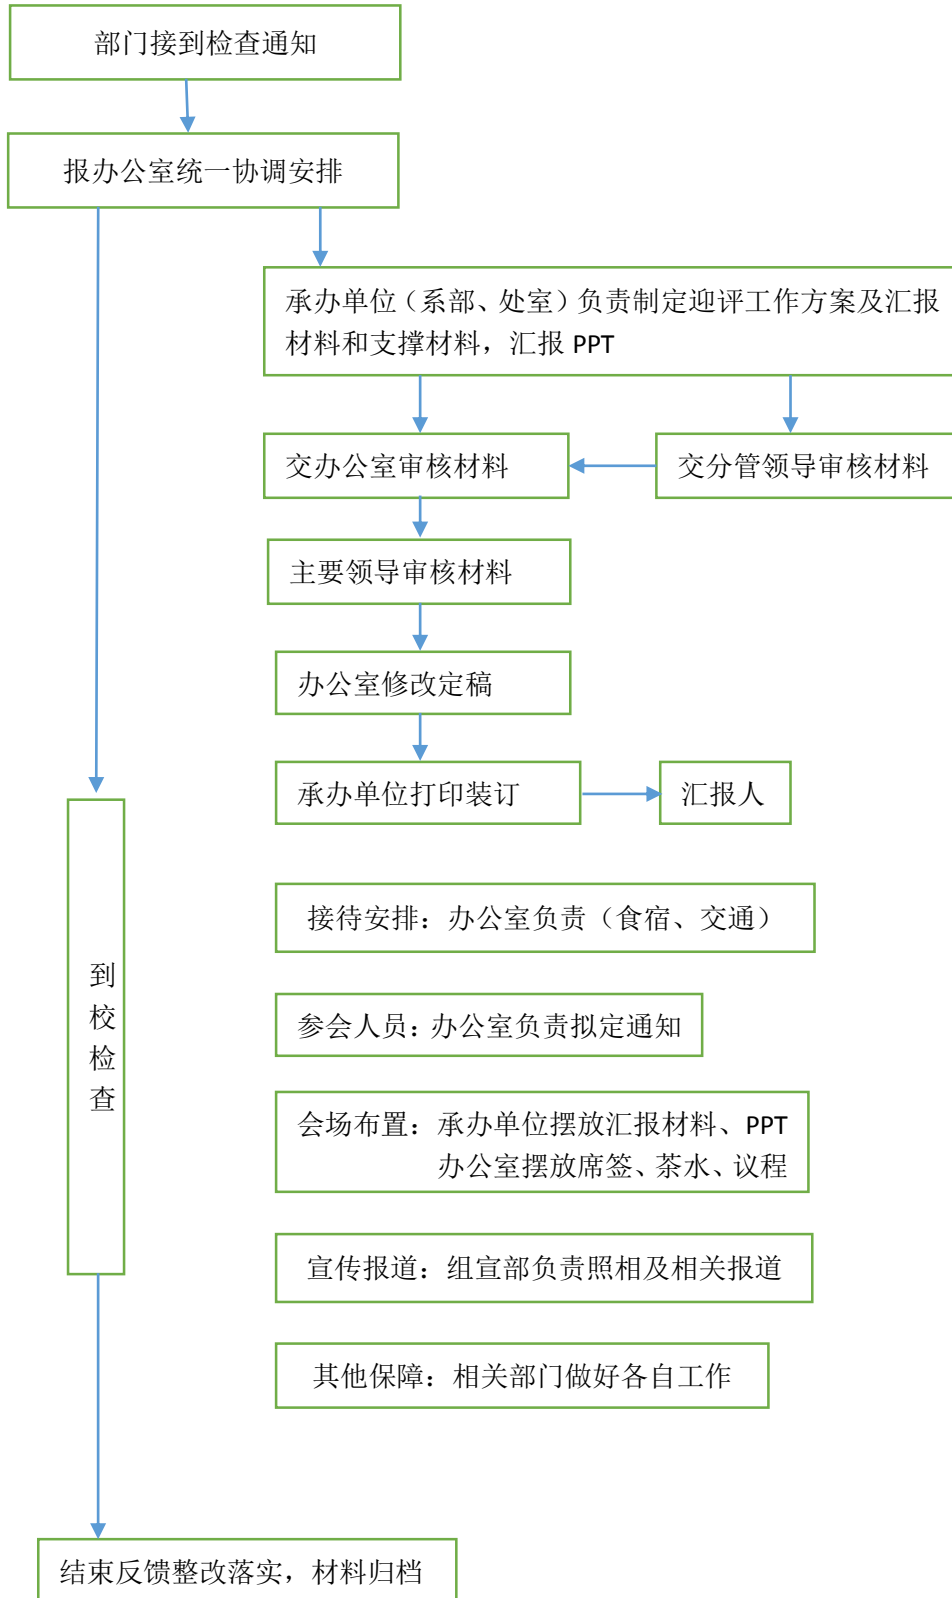 部门接到检查通知
报办公室统一协调安排
承办单位（系部、处室）负责制定迎评工作方案及汇报
材料和支撑材料，汇报 PPT
交办公室审核材料
交分管领导审核材料
主要领导审核材料
办公室修改定稿
承办单位打印装订
汇报人
到
校
检
查
接待安排：办公室负责（食宿、交通）
参会人员：办公室负责拟定通知
会场布置：承办单位摆放汇报材料、PPT
办公室摆放席签、茶水、议程
宣传报道：组宣部负责照相及相关报道
其他保障：相关部门做好各自工作
结束反馈整改落实，材料归档